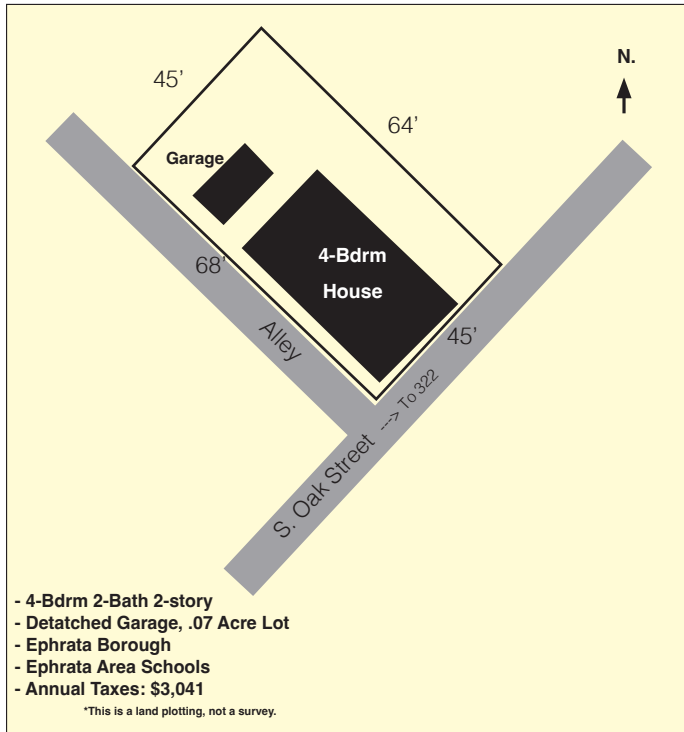 N.
45’
64’
Garage
4-Bdrm
House
68’
45’
Alley
S. Oak Street ---> To 322
- 4-Bdrm 2-Bath 2-story
- Detatched Garage, .07 Acre Lot
- Ephrata Borough
- Ephrata Area Schools
- Annual Taxes: $3,041
*This is a land plotting, not a survey.